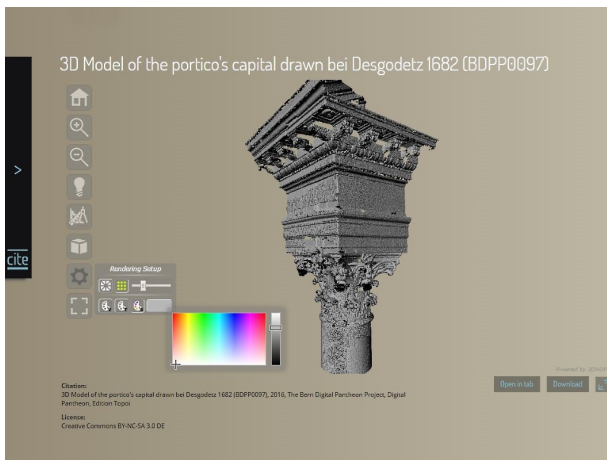 3D Model of the portico's capital drawn bei Desgodetz 1682 (BDPP0097)
>
cite
Rendering Setup
Citation:
3D Model of the portico's capital drawn bei Desgodetz 1682 (BDPP0097), 2016, The Bern Digital Pantheon Project, Digital
Pantheon, Edition Topoi
License:
Creative Commons BY-NC-SA 3.0 DE
Powered by
Open in tab
Download